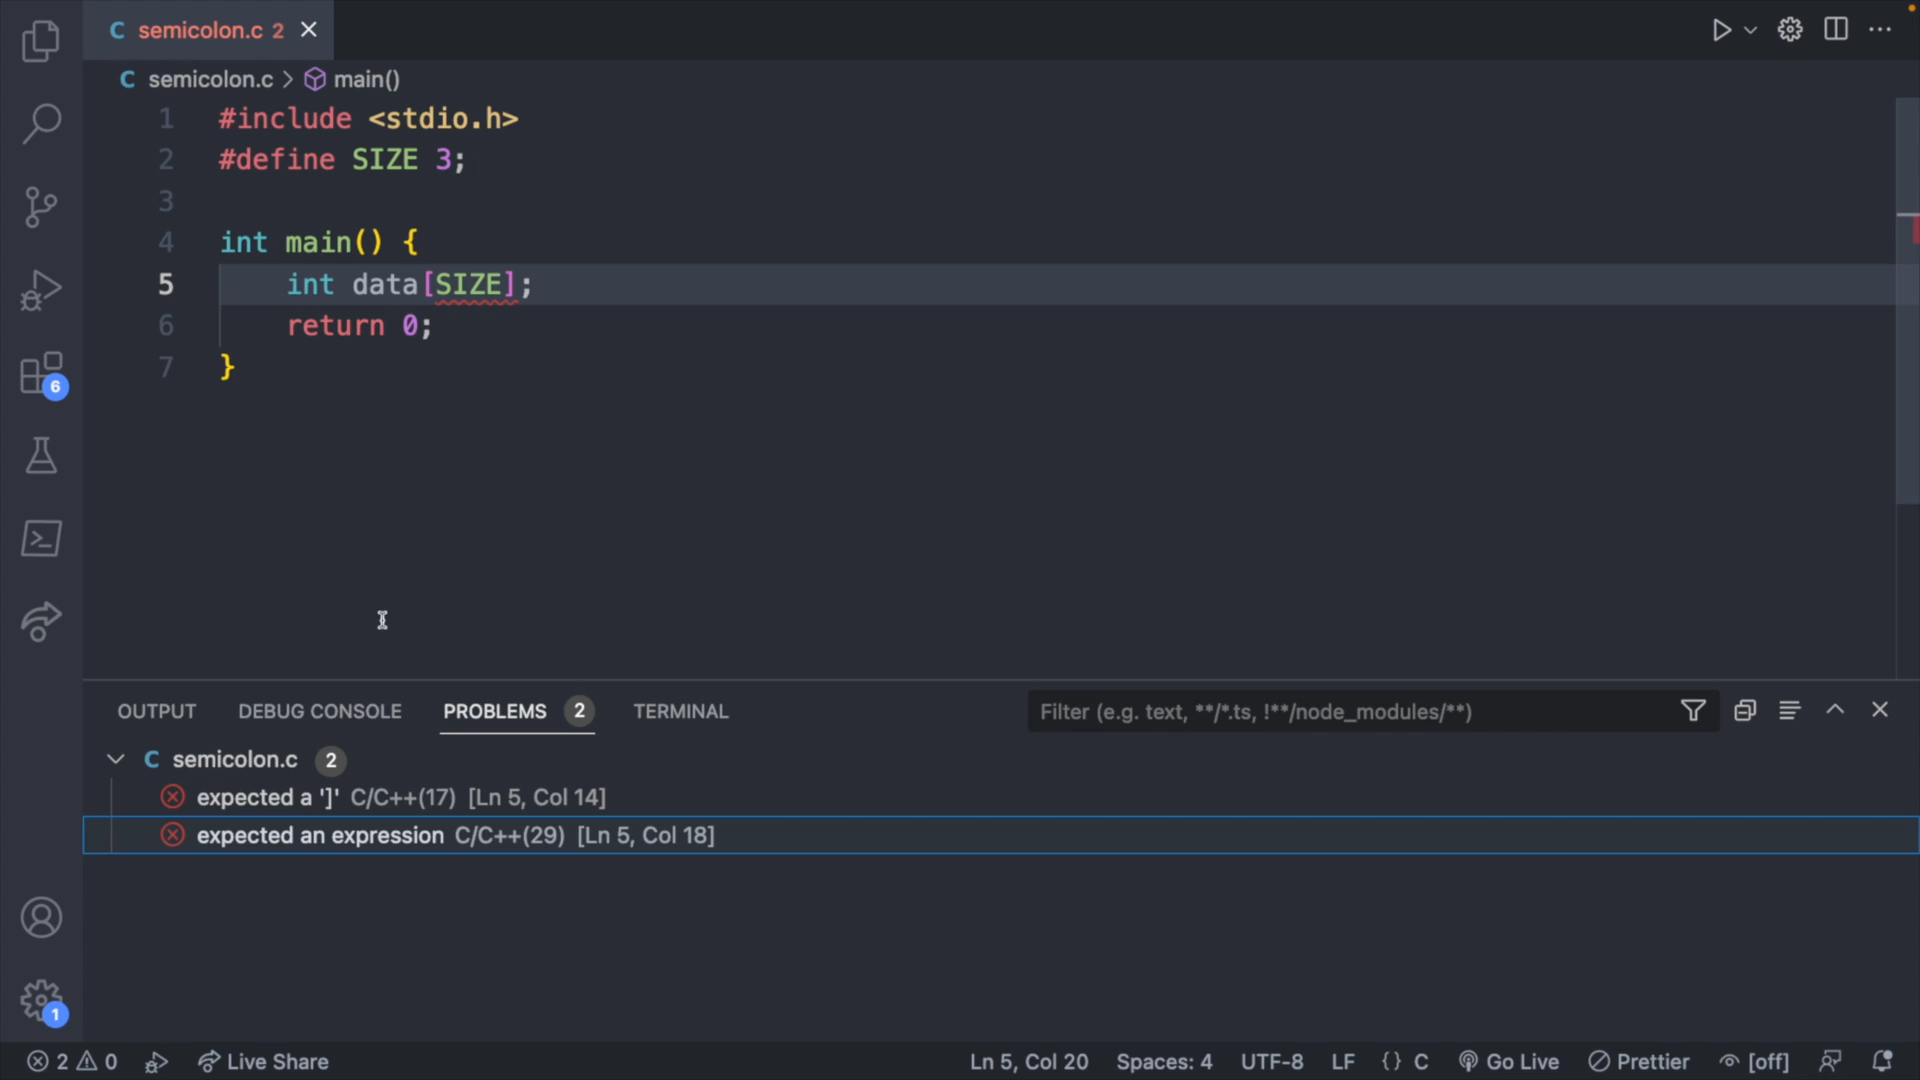 C semicolon.c 2
C semicolon.c > main()
1 #include <stdio.h>
2 #define SIZE 3;
3
4 int main() {
5     int data[SIZE];
6     return 0;
7 }
6
OUTPUT DEBUG CONSOLE PROBLEMS 2 TERMINAL Filter (e.g. text, **/*.ts, !**/node_modules/**)
C semicolon.c 2
expected a ']' C/C++(17) [Ln 5, Col 14]
expected an expression C/C++(29) [Ln 5, Col 18]
1
2 0 Live Share Ln 5, Col 20 Spaces: 4 UTF-8 LF {} C Go Live Prettier [off]